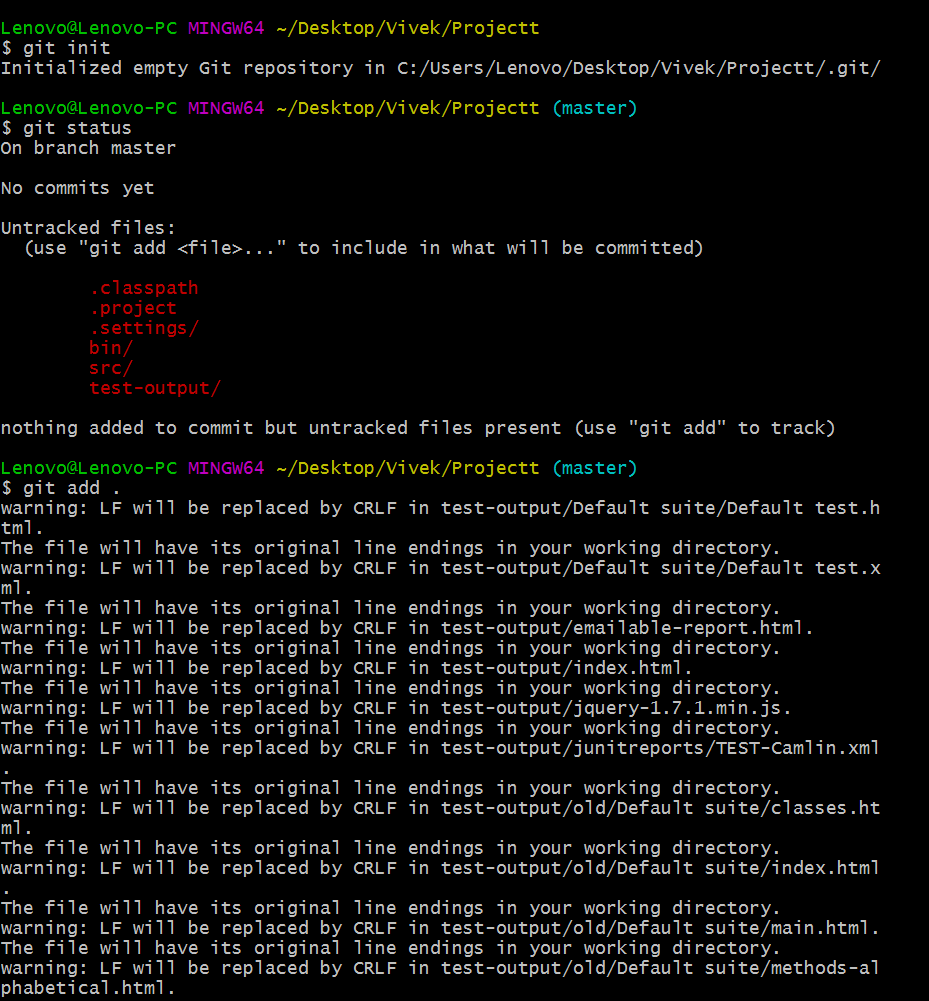 Lenovo@Lenovo-PC MINGW64 ~/Desktop/Vivek/Projectt
$ git init
Initialized empty Git repository in C:/Users/Lenovo/Desktop/Vivek/Projectt/.git/
Lenovo@Lenovo-PC MINGW64 ~/Desktop/Vivek/Projectt (master)
$ git status
On branch master
No commits yet
Untracked files:
(use "git add <file>..." to include in what will be committed)
.classpath
.project
.settings/
bin/
src/
test-output/
nothing added to commit but untracked files present (use "git add" to track)
Lenovo@Lenovo-PC MINGW64 ~/Desktop/Vivek/Projectt (master)
$ git add .
warning: LF will be replaced by CRLF in test-output/Default suite/Default test.h
tml.
The file will have its original line endings in your working directory.
warning: LF will be replaced by CRLF in test-output/Default suite/Default test.x
ml.
The file will have its original line endings in your working directory.
warning: LF will be replaced by CRLF in test-output/emailable-report.html.
The file will have its original line endings in your working directory.
warning: LF will be replaced by CRLF in test-output/index.html.
The file will have its original line endings in your working directory.
warning: LF will be replaced by CRLF in test-output/jquery-1.7.1.min.js.
The file will have its original line endings in your working directory.
warning: LF will be replaced by CRLF in test-output/junitreports/TEST-Camlin.xml
.
The file will have its original line endings in your working directory.
warning: LF will be replaced by CRLF in test-output/old/Default suite/classes.ht
ml.
The file will have its original line endings in your working directory.
warning: LF will be replaced by CRLF in test-output/old/Default suite/index.html
.
The file will have its original line endings in your working directory.
warning: LF will be replaced by CRLF in test-output/old/Default suite/main.html.
The file will have its original line endings in your working directory.
warning: LF will be replaced by CRLF in test-output/old/Default suite/methods-al
phabetical.html.